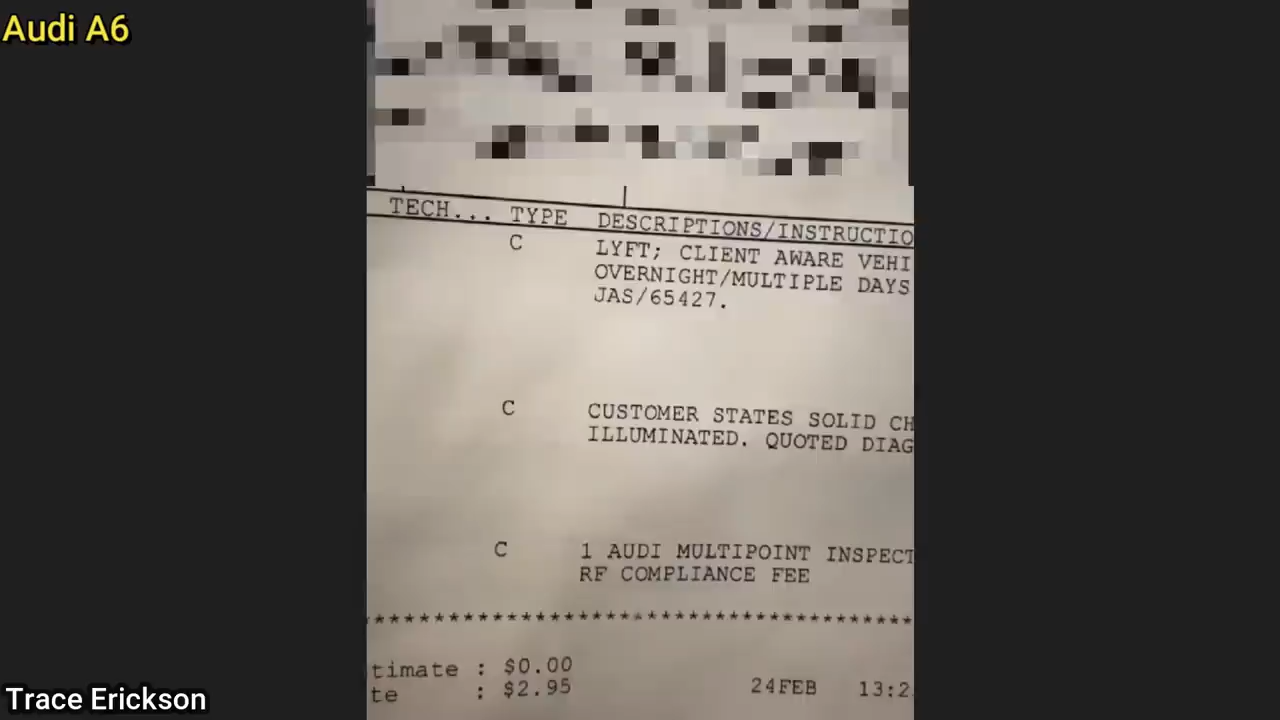 Audi A6
TECH... TYPE DESCRIPTIONS/INSTRUCTIO
C LYFT; CLIENT AWARE VEHI
OVERNIGHT/MULTIPLE DAYS
JAS/65427.
C CUSTOMER STATES SOLID CH
ILLUMINATED. QUOTED DIAG
C 1 AUDI MULTIPOINT INSPECT
RF COMPLIANCE FEE
*****************************************
timate : $0.00
te : $2.95 24FEB 13:2
Trace Erickson